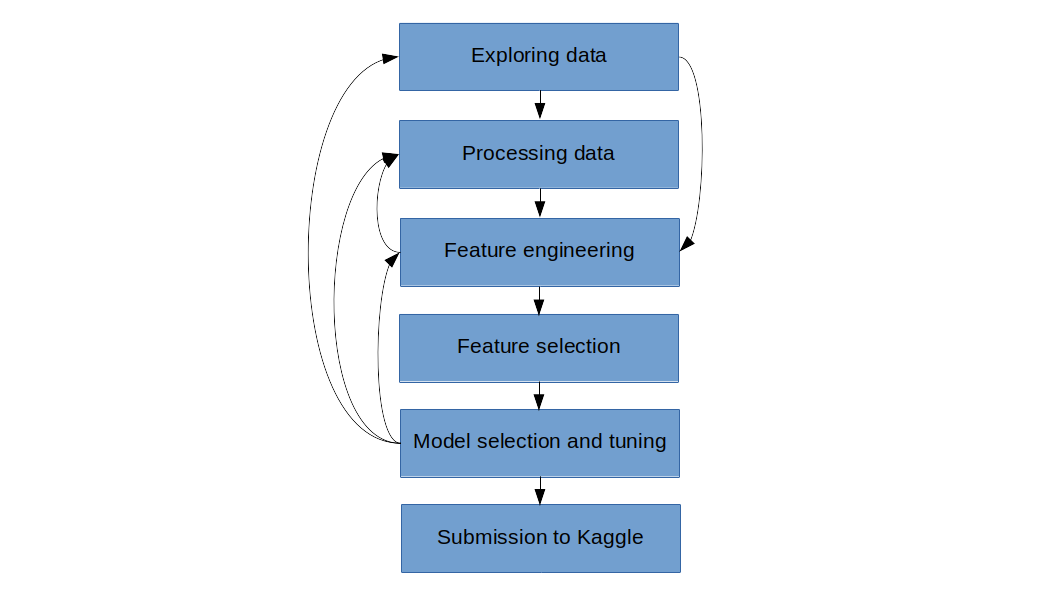 Exploring data
Processing data
Feature engineering
Feature selection
Model selection and tuning
Submission to Kaggle